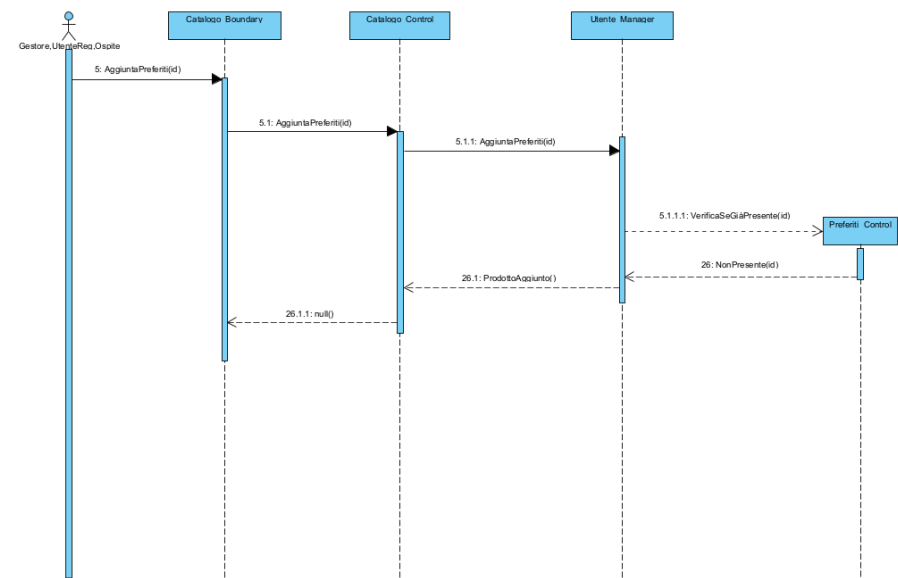 Catalogo Boundary
Catalogo Control
Utente Manager
Gestore,UtenteReg,Ospite
5: AggiuntaPreferiti(id)
5.1: AggiuntaPreferiti(id)
5.1.1: AggiuntaPreferiti(id)
5.1.1.1: VerificaSeGiàPresente(id)
Preferiti Control
26: NonPresente(id)
26.1: ProdottoAggiunto()
26.1.1: null()